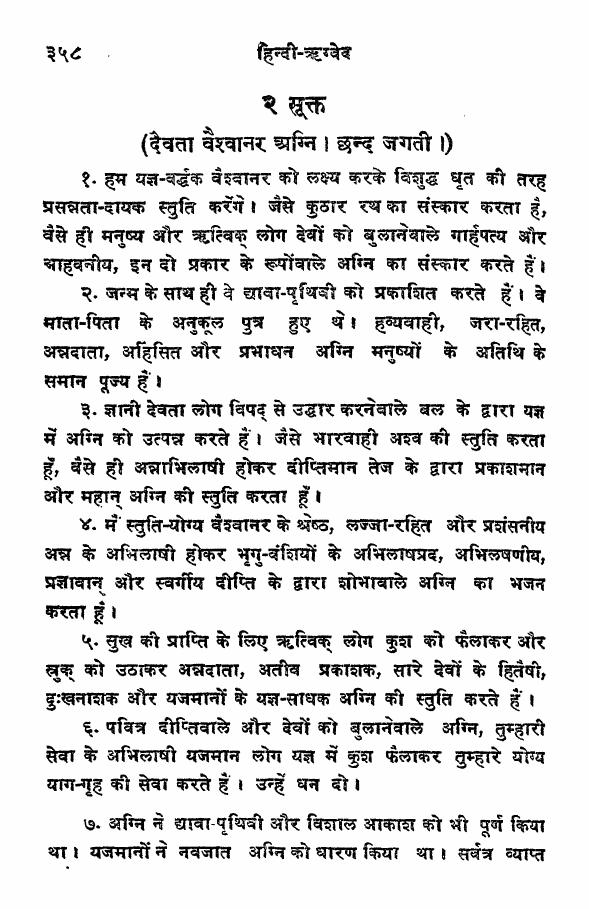 ३५८ हिन्दी-ऋग्वेद
२ सूक्त
(देवता वैश्वानर अग्नि । छन्द जगती ।)
१. हम यज्ञ-बर्द्धक वैश्वानर को लक्ष्य करके विशुद्ध धृत की तरह
प्रसन्नता-दायक स्तुति करेंगे । जैसे कुठार रथ का संस्कार करता है,
वैसे ही मनुष्य और ऋत्विक् लोग देवों को बुलानेवाले गार्हपत्य और
आहवनीय, इन दो प्रकार के रूपोंवाले अग्नि का संस्कार करते हैं ।
२. जन्म के साथ ही वे द्यावा-पृथिवी को प्रकाशित करते हैं । वे
माता-पिता के अनुकूल पुत्र हुए थे । हव्यवाही, जरा-रहित,
अन्नदाता, अहिंसित और प्रभाधन अग्नि मनुष्यों के अतिथि के
समान पूज्य हैं ।
३. ज्ञानी देवता लोग विपद् से उद्धार करनेवाले बल के द्वारा यज्ञ
में अग्नि को उत्पन्न करते हैं । जैसे भारवाही अश्व की स्तुति करता
हूँ, वैसे ही अन्नाभिलाषी होकर दीप्तिमान तेज के द्वारा प्रकाशमान
और महान् अग्नि की स्तुति करता हूँ ।
४. मैं स्तुति-योग्य वैश्वानर के श्रेष्ठ, लज्जा-रहित और प्रशंसनीय
अन्न के अभिलाषी होकर भृगु-वंशियों के अभिलाषप्रद, अभिलषणीय,
प्रज्ञावान् और स्वर्गीय दीप्ति के द्वारा शोभावाले अग्नि का भजन
करता हूँ ।
५. सुख की प्राप्ति के लिए ऋत्विक् लोग कुश को फैलाकर और
स्रुक् को उठाकर अन्नदाता, अतीव प्रकाशक, सारे देवों के हितैषी,
दुःखनाशक और यजमानों के यज्ञ-साधक अग्नि की स्तुति करते हैं ।
६. पवित्र दीप्तिवाले और देवों को बुलानेवाले अग्नि, तुम्हारी
सेवा के अभिलाषी यजमान लोग यज्ञ में कुश फैलाकर तुम्हारे योग्य
याग-गृह की सेवा करते हैं । उन्हें धन दो ।
७. अग्नि ने द्यावा-पृथिवी और विशाल आकाश को भी पूर्ण किया
था । यजमानों ने नवजात अग्नि को धारण किया था । सर्वत्र व्याप्त